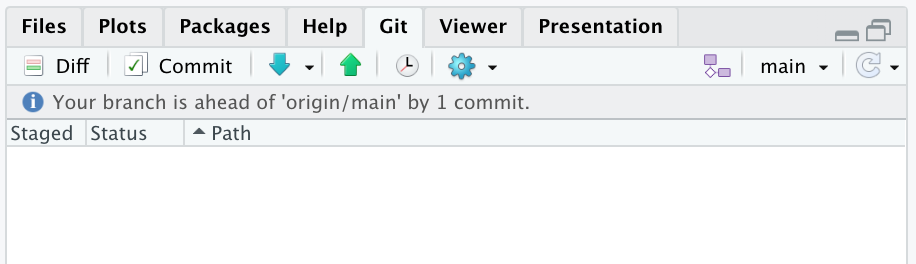 Files Plots Packages Help Git Viewer Presentation
Diff Commit main
Your branch is ahead of 'origin/main' by 1 commit.
Staged Status Path